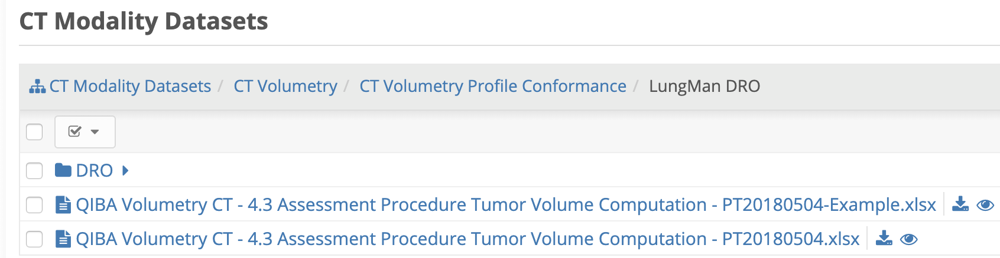 CT Modality Datasets
CT Modality Datasets / CT Volumetry / CT Volumetry Profile Conformance / LungMan DRO
DRO
QIBA Volumetry CT - 4.3 Assessment Procedure Tumor Volume Computation - PT20180504-Example.xlsx
QIBA Volumetry CT - 4.3 Assessment Procedure Tumor Volume Computation - PT20180504.xlsx